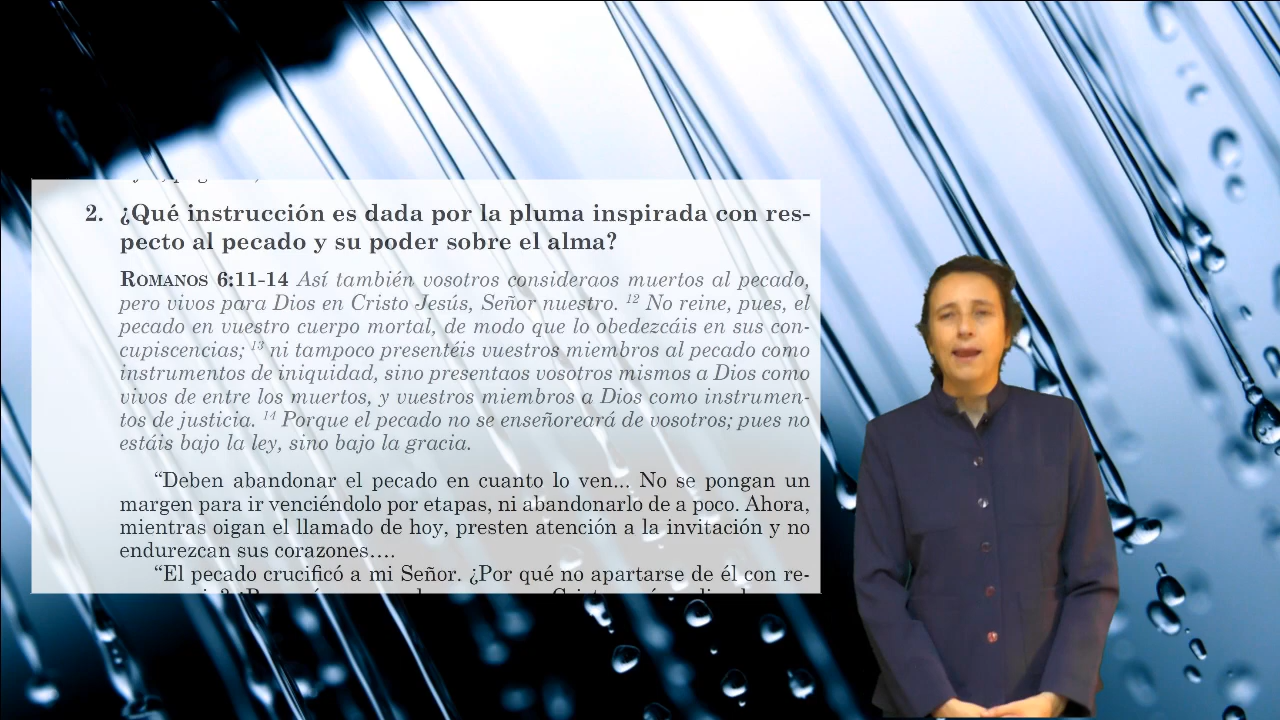 2. ¿Qué instrucción es dada por la pluma inspirada con res-
pecto al pecado y su poder sobre el alma?
Romanos 6:11-14 Así también vosotros consideraos muertos al pecado,
pero vivos para Dios en Cristo Jesús, Señor nuestro. 12 No reine, pues, el
pecado en vuestro cuerpo mortal, de modo que lo obedezcáis en sus con-
cupiscencias; 13 ni tampoco presentéis vuestros miembros al pecado como
instrumentos de iniquidad, sino presentaos vosotros mismos a Dios como
vivos de entre los muertos, y vuestros miembros a Dios como instrumen-
tos de justicia. 14 Porque el pecado no se enseñoreará de vosotros; pues no
estáis bajo la ley, sino bajo la gracia.
“Deben abandonar el pecado en cuanto lo ven... No se pongan un
margen para ir venciéndolo por etapas, ni abandonarlo de a poco. Ahora,
mientras oigan el llamado de hoy, presten atención a la invitación y no
endurezcan sus corazones….
“El pecado crucificó a mi Señor. ¿Por qué no apartarse de él con re-